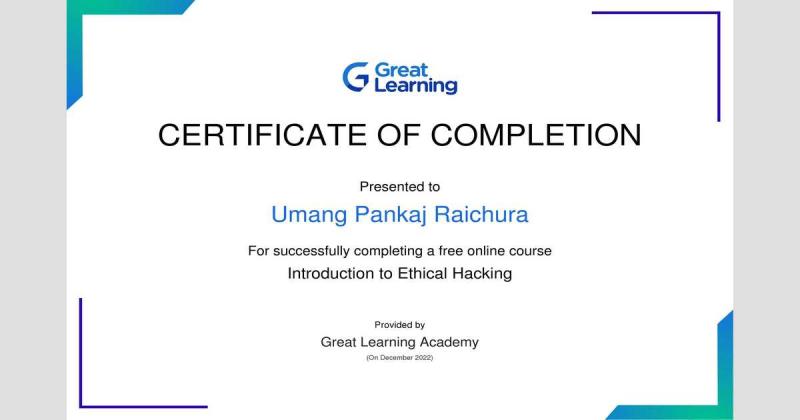 Great
Learning
CERTIFICATE OF COMPLETION
Presented to
Umang Pankaj Raichura
For successfully completing a free online course
Introduction to Ethical Hacking
Provided by
Great Learning Academy
(On December 2022)